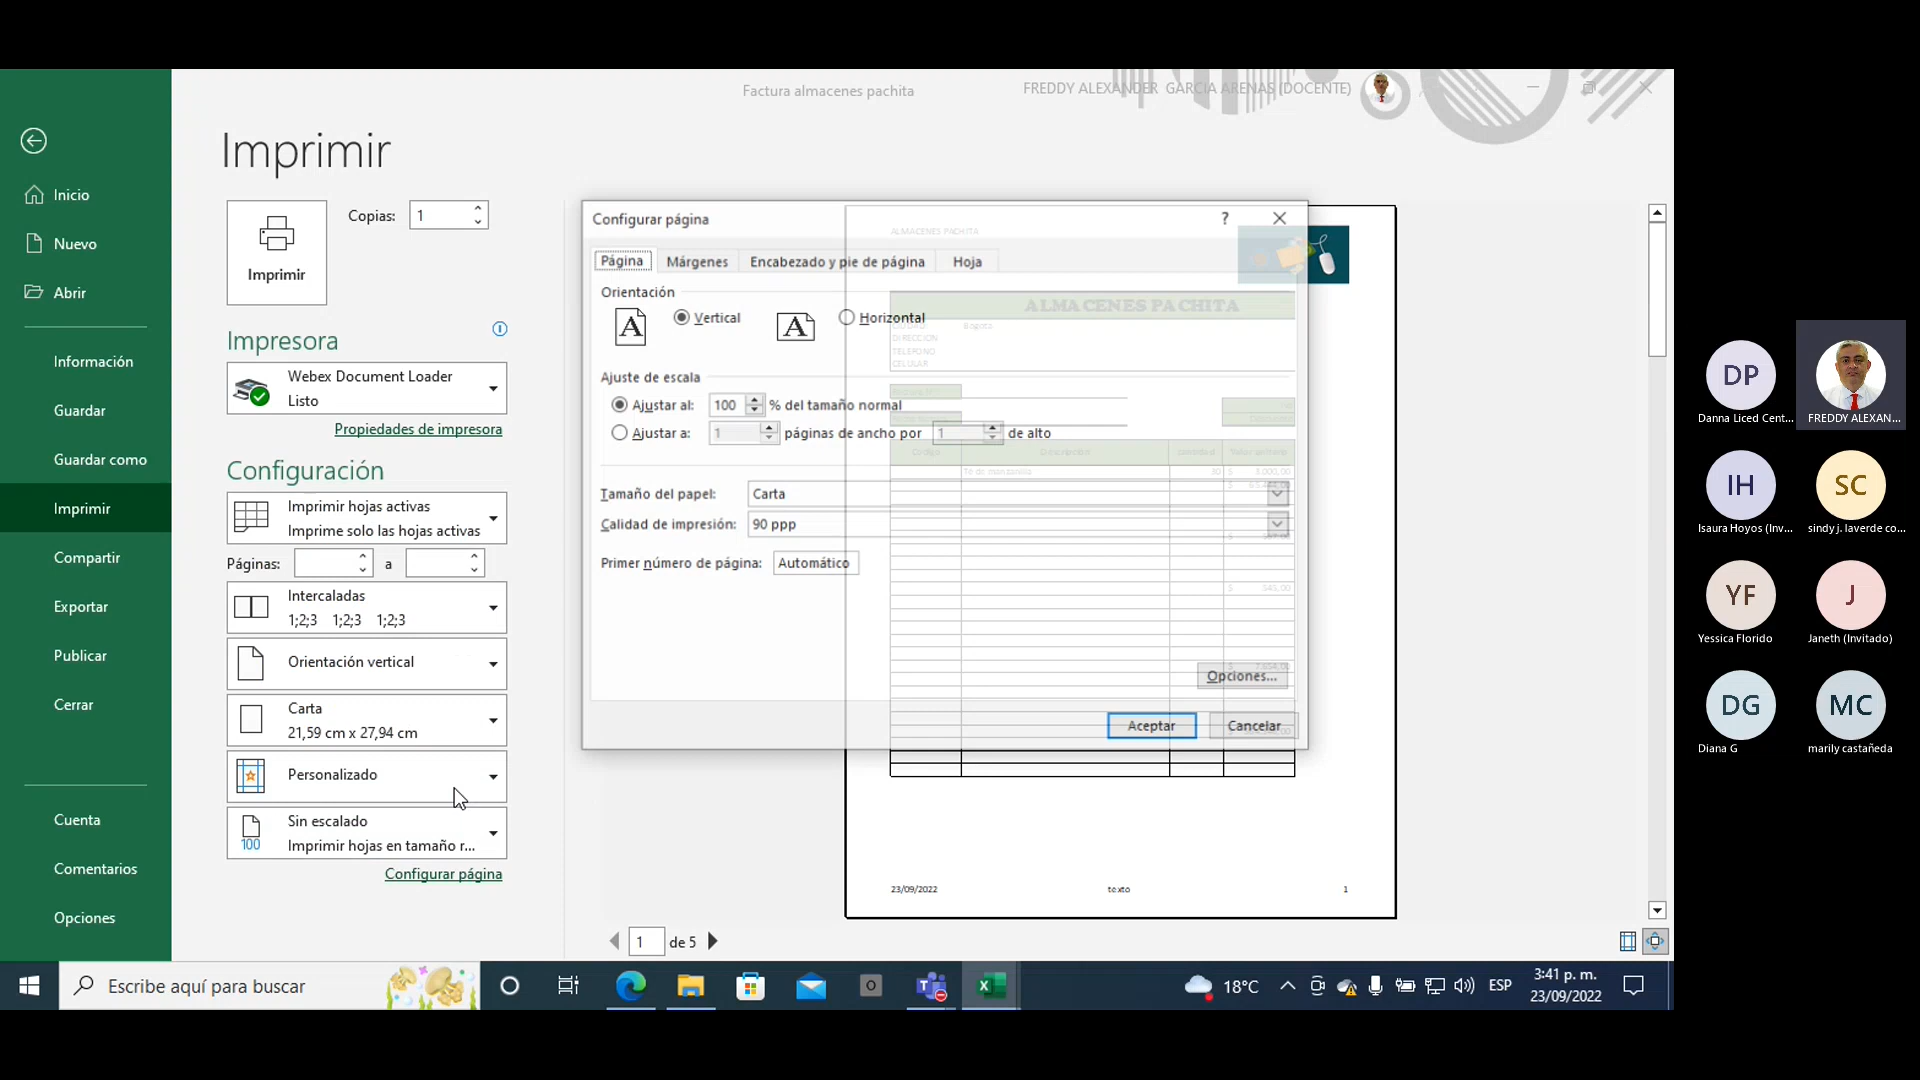 Factura almacenes pachita
FREDDY ALEXANDER GARCIA ARENAS (DOCENTE)
Inicio
Nuevo
Abrir
Información
Guardar
Guardar como
Imprimir
Compartir
Exportar
Publicar
Cerrar
Cuenta
Comentarios
Opciones
Imprimir
Imprimir
Copias: 1
Impresora
Webex Document Loader
Listo
Propiedades de impresora
Configuración
Imprimir hojas activas
Imprime solo las hojas activas
Páginas: a
Intercaladas
1;2;3 1;2;3 1;2;3
Orientación vertical
Carta
21,59 cm x 27,94 cm
Personalizado
Sin escalado
100
Imprimir hojas en tamaño r...
Configurar página
Configurar página
?
Página Márgenes Encabezado y pie de página Hoja
Orientación
A Vertical A Horizontal
Ajuste de escala
Ajustar al: 100 % del tamaño normal
Ajustar a: 1 páginas de ancho por 1 de alto
Tamaño del papel: Carta
Calidad de impresión: 90 ppp
Primer número de página: Automático
Opciones...
Aceptar Cancelar
ALMACENES PACHITA
ALMACENES PACHITA
Bogota
DIRECCION
TELEFONO
CELULAR
23/09/2022 texto 1
1 de 5
DP
Danna Liced Cent...
FREDDY ALEXAN...
IH
Isaura Hoyos (Inv...
SC
sindy j. laverde co...
YF
Yessica Florido
J
Janeth (Invitado)
DG
Diana G
MC
marily castañeda
Escribe aquí para buscar
18°C
ESP
3:41 p. m.
23/09/2022